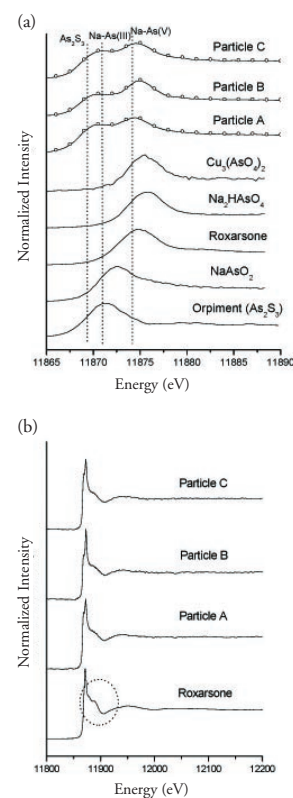 (a)
As₂S₃ Na-As(III) Na-As(V)
Particle C
Particle B
Particle A
Cu₃(AsO₄)₂
Na₂HAsO₄
Roxarsone
NaAsO₂
Orpiment (As₂S₃)
Normalized Intensity
11865 11870 11875 11880 11885 11890
Energy (eV)
(b)
Particle C
Particle B
Particle A
Roxarsone
Normalized Intensity
11800 11900 12000 12100 12200
Energy (eV)